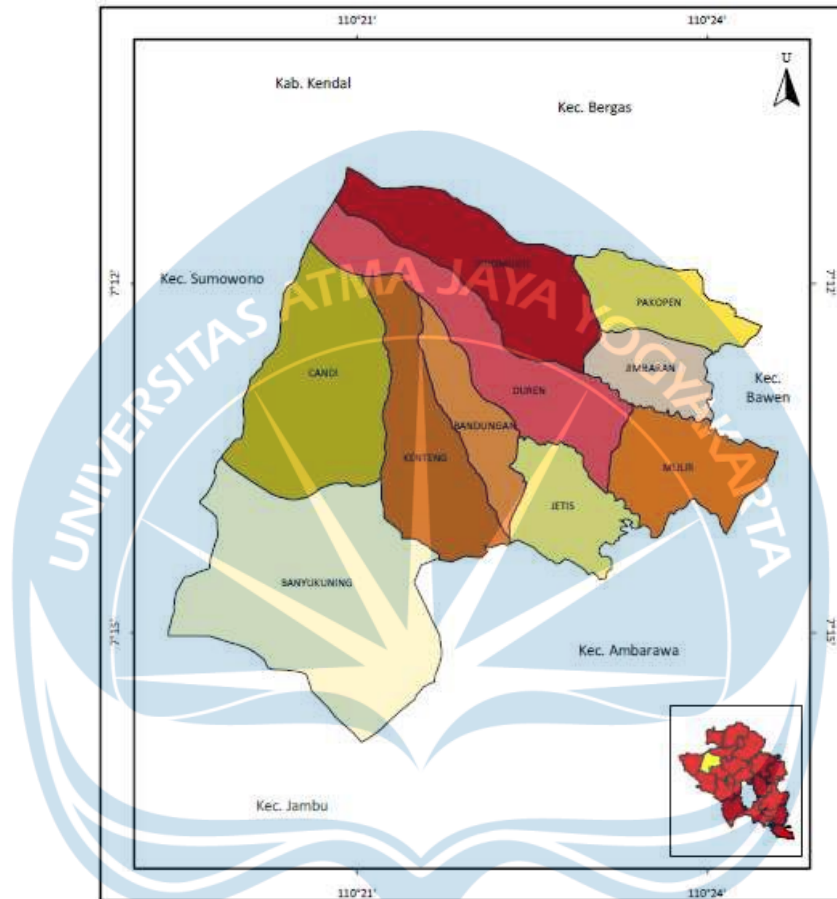 110°21'
110°24'
U
Kab. Kendal
Kec. Bergas
Kec. Sumowono
7°12'
7°12'
PAKOPEN
JIMBARAN
Kec.
Bawen
CANDI
DUREN
BANDUNGAN
KENTENG
JETIS
BANYUKUNING
7°15'
7°15'
Kec. Ambarawa
Kec. Jambu
110°21'
110°24'
UNIVERSITAS ATMA JAYA YOGYAKARTA